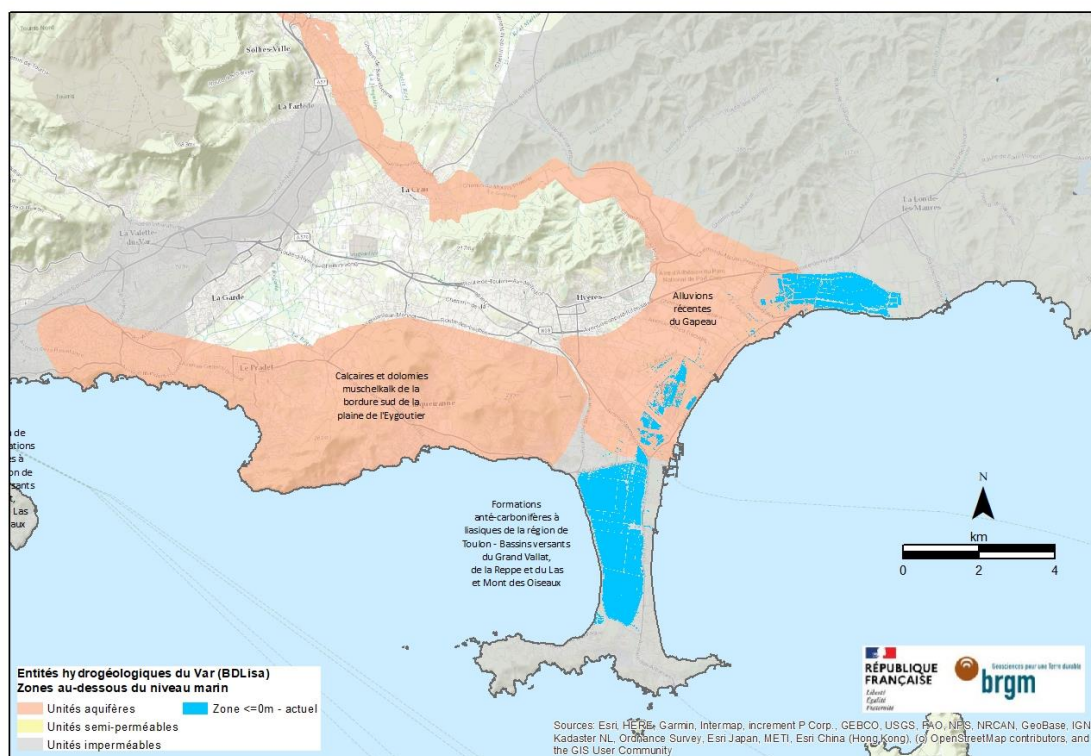 Solliès-Ville
La Farlède
La Crau
La Valette-
du-Var
La Garde
Hyères
La Londe-
les-Maures
Le Pradet
Alluvions
récentes
du Gapeau
Calcaires et dolomies
muschelkalk de la
bordure sud de la
plaine de l'Eygoutier
Formations
anté-carbonifères à
liasiques de la région de
Toulon - Bassins versants
du Grand Vallat,
de la Reppe et du Las
et Mont des Oiseaux
N
km
0 2 4
Entités hydrogéologiques du Var (BDLisa)
Zones au-dessous du niveau marin
Unités aquifères
Zone <=0m - actuel
Unités semi-perméables
Unités imperméables
RÉPUBLIQUE
FRANÇAISE
Liberté
Égalité
Fraternité
Géosciences pour une Terre durable
brgm
Sources: Esri, HERE, Garmin, Intermap, increment P Corp., GEBCO, USGS, FAO, NPS, NRCAN, GeoBase, IGN,
Kadaster NL, Ordnance Survey, Esri Japan, METI, Esri China (Hong Kong), (c) OpenStreetMap contributors, and
the GIS User Community